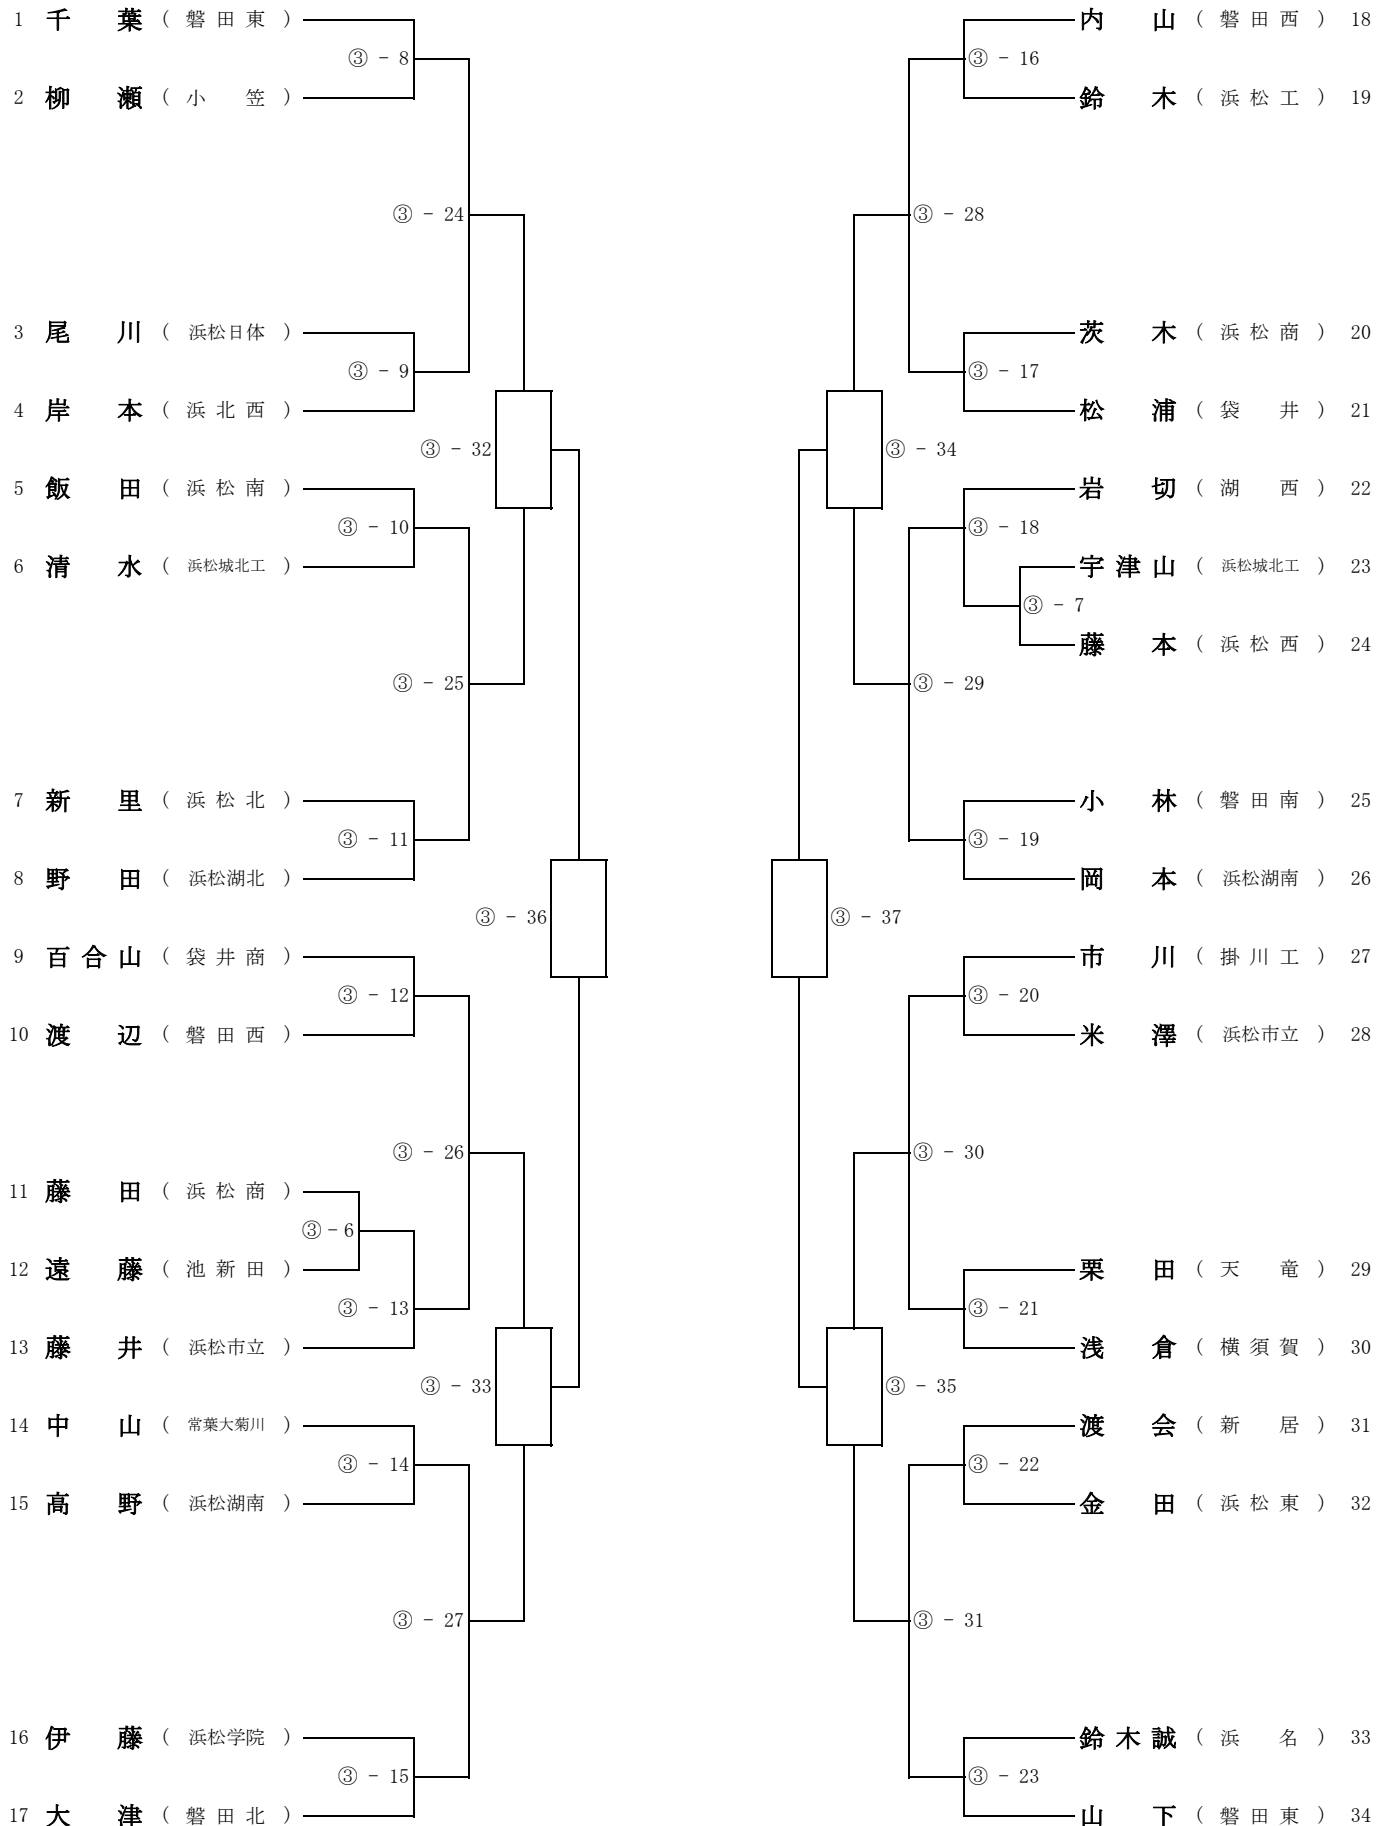 1 千 葉 ( 磐 田 東 )
③ - 8
2 柳 瀬 ( 小 笠 )
③ - 24
3 尾 川 ( 浜松日体 )
③ - 9
4 岸 本 ( 浜 北 西 )
③ - 32
5 飯 田 ( 浜 松 南 )
③ - 10
6 清 水 ( 浜松城北工 )
③ - 25
7 新 里 ( 浜 松 北 )
③ - 11
8 野 田 ( 浜松湖北 )
③ - 36
9 百 合 山 ( 袋 井 商 )
③ - 12
10 渡 辺 ( 磐 田 西 )
③ - 26
11 藤 田 ( 浜 松 商 )
③ - 6
12 遠 藤 ( 池 新 田 )
③ - 13
13 藤 井 ( 浜松市立 )
③ - 33
14 中 山 ( 常葉大菊川 )
③ - 14
15 高 野 ( 浜松湖南 )
③ - 27
16 伊 藤 ( 浜松学院 )
③ - 15
17 大 津 ( 磐 田 北 )
内 山 ( 磐 田 西 ) 18
③ - 16
鈴 木 ( 浜 松 工 ) 19
③ - 28
茨 木 ( 浜 松 商 ) 20
③ - 17
松 浦 ( 袋 井 ) 21
③ - 34
岩 切 ( 湖 西 ) 22
③ - 18
宇 津 山 ( 浜松城北工 ) 23
③ - 7
藤 本 ( 浜 松 西 ) 24
③ - 29
小 林 ( 磐 田 南 ) 25
③ - 19
岡 本 ( 浜松湖南 ) 26
③ - 37
市 川 ( 掛 川 工 ) 27
③ - 20
米 澤 ( 浜松市立 ) 28
③ - 30
栗 田 ( 天 竜 ) 29
③ - 21
浅 倉 ( 横 須 賀 ) 30
③ - 35
渡 会 ( 新 居 ) 31
③ - 22
金 田 ( 浜 松 東 ) 32
③ - 31
鈴 木 誠 ( 浜 名 ) 33
③ - 23
山 下 ( 磐 田 東 ) 34